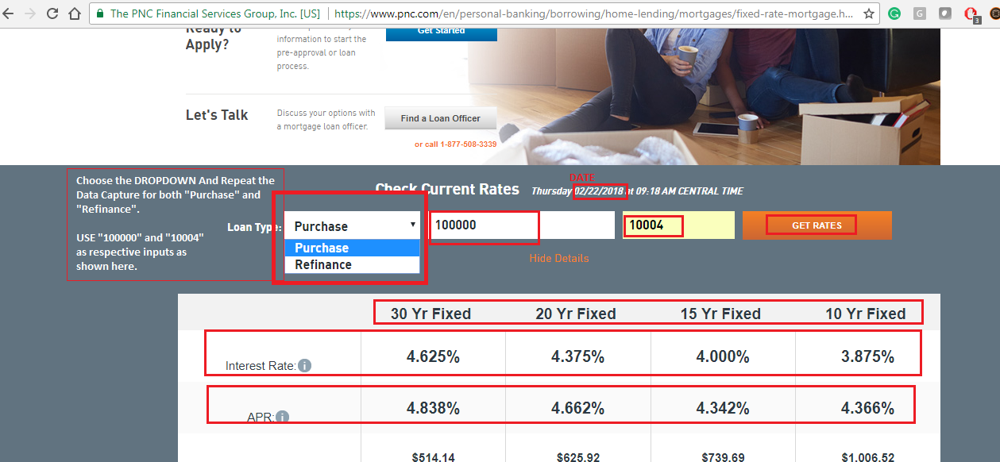 The PNC Financial Services Group, Inc. [US] | https://www.pnc.com/en/personal-banking/borrowing/home-lending/mortgages/fixed-rate-mortgage.h...
3
Ready to
Apply?
information to start the
pre-approval or loan
process.
Get Started
Let's Talk
Discuss your options with
a mortgage loan officer.
Find a Loan Officer
or call 1-877-508-3339
Choose the DROPDOWN And Repeat the
Data Capture for both "Purchase" and
"Refinance".
USE "100000" and "10004"
as respective inputs as
shown here.
DATE
Check Current Rates Thursday 02/22/2018 at 09:18 AM CENTRAL TIME
Loan Type: Purchase 100000 10004 GET RATES
Purchase
Refinance
Hide Details
30 Yr Fixed 20 Yr Fixed 15 Yr Fixed 10 Yr Fixed
Interest Rate: 4.625% 4.375% 4.000% 3.875%
APR: 4.838% 4.662% 4.342% 4.366%
$514.14 $625.92 $739.69 $1,006.52